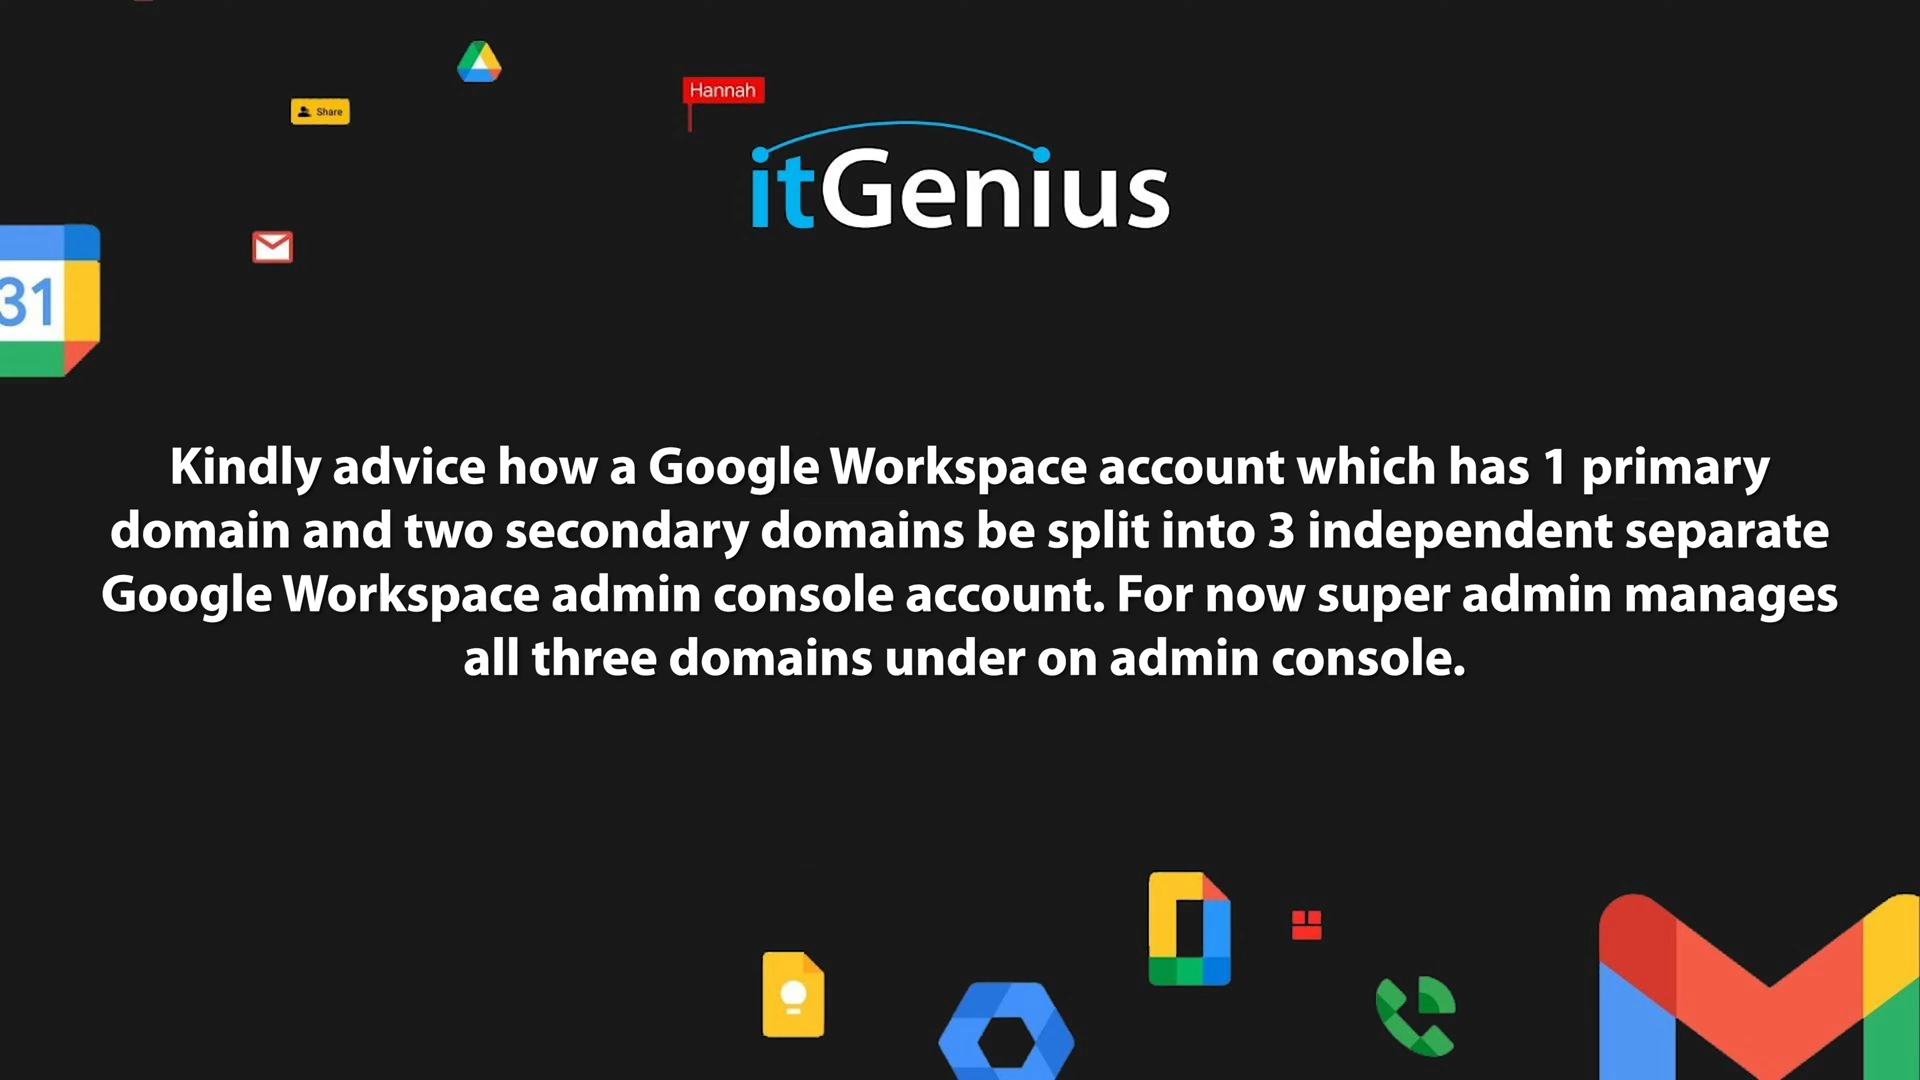 Hannah
Share
itGenius
31
Kindly advice how a Google Workspace account which has 1 primary
domain and two secondary domains be split into 3 independent separate
Google Workspace admin console account. For now super admin manages
all three domains under on admin console.